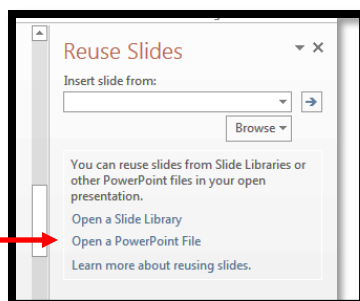 Reuse Slides
Insert slide from:
Browse
You can reuse slides from Slide Libraries or
other PowerPoint files in your open
presentation.
Open a Slide Library
Open a PowerPoint File
Learn more about reusing slides.